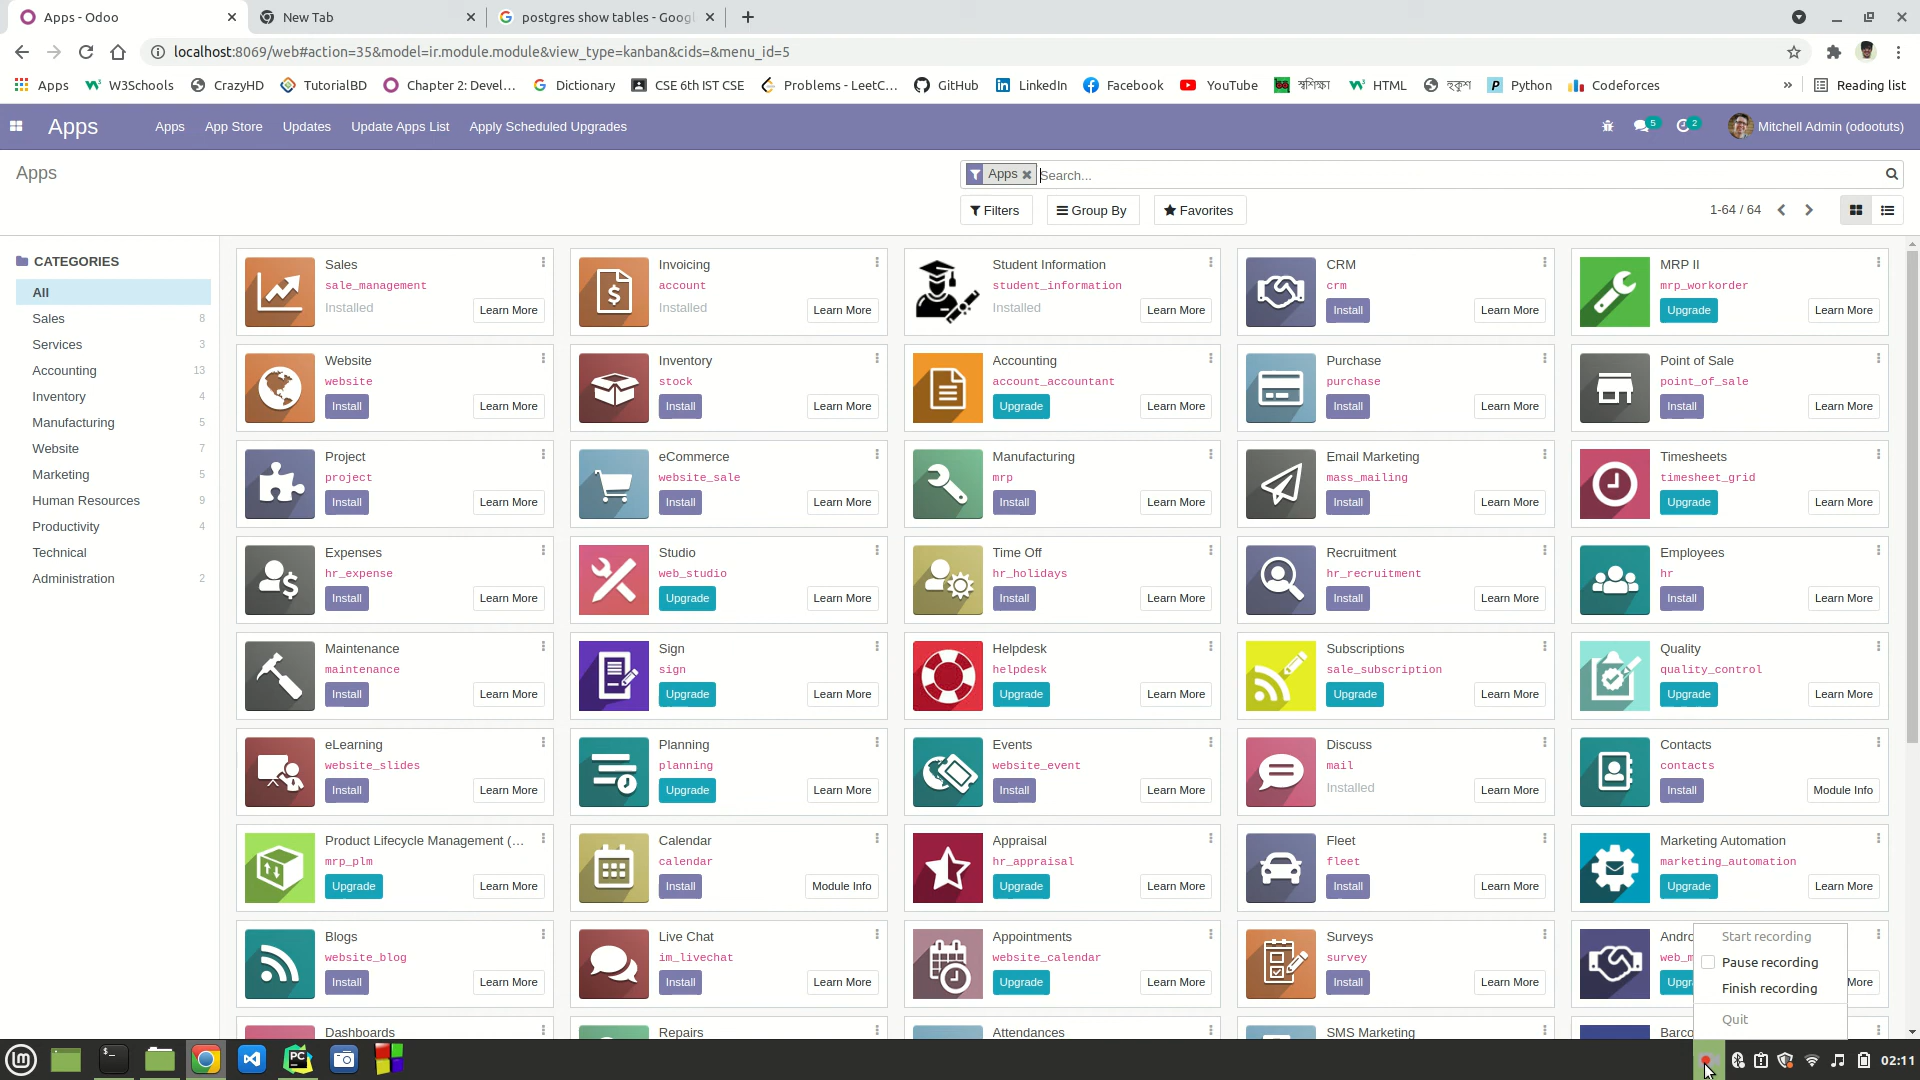 Apps - Odoo
New Tab
postgres show tables - Goog
localhost:8069/web#action=35&model=ir.module.module&view_type=kanban&cids=&menu_id=5
Apps
W3Schools
CrazyHD
TutorialBD
Chapter 2: Devel...
Dictionary
CSE 6th IST CSE
Problems - LeetC...
GitHub
LinkedIn
Facebook
YouTube
স্বশিক্ষা
HTML
হুকুশ
Python
Codeforces
»
Reading list
Apps
Apps
App Store
Updates
Update Apps List
Apply Scheduled Upgrades
5
2
Mitchell Admin (odootuts)
Apps
Apps
Search...
Filters
Group By
Favorites
1-64 / 64
CATEGORIES
All
Sales 8
Services 3
Accounting 13
Inventory 4
Manufacturing 5
Website 7
Marketing 5
Human Resources 9
Productivity 4
Technical
Administration 2
Sales
sale_management
Installed Learn More
Invoicing
account
Installed Learn More
Student Information
student_information
Installed Learn More
CRM
crm
Install Learn More
MRP II
mrp_workorder
Upgrade Learn More
Website
website
Install Learn More
Inventory
stock
Install Learn More
Accounting
account_accountant
Upgrade Learn More
Purchase
purchase
Install Learn More
Point of Sale
point_of_sale
Install Learn More
Project
project
Install Learn More
eCommerce
website_sale
Install Learn More
Manufacturing
mrp
Install Learn More
Email Marketing
mass_mailing
Install Learn More
Timesheets
timesheet_grid
Upgrade Learn More
Expenses
hr_expense
Install Learn More
Studio
web_studio
Upgrade Learn More
Time Off
hr_holidays
Install Learn More
Recruitment
hr_recruitment
Install Learn More
Employees
hr
Install Learn More
Maintenance
maintenance
Install Learn More
Sign
sign
Upgrade Learn More
Helpdesk
helpdesk
Upgrade Learn More
Subscriptions
sale_subscription
Upgrade Learn More
Quality
quality_control
Upgrade Learn More
eLearning
website_slides
Install Learn More
Planning
planning
Upgrade Learn More
Events
website_event
Install Learn More
Discuss
mail
Installed Learn More
Contacts
contacts
Install Module Info
Product Lifecycle Management (...
mrp_plm
Upgrade Learn More
Calendar
calendar
Install Module Info
Appraisal
hr_appraisal
Upgrade Learn More
Fleet
fleet
Install Learn More
Marketing Automation
marketing_automation
Upgrade Learn More
Blogs
website_blog
Install Learn More
Live Chat
im_livechat
Install Learn More
Appointments
website_calendar
Upgrade Learn More
Surveys
survey
Install Learn More
Andro
web_m
Upgra More
Start recording
Pause recording
Finish recording
Quit
Dashboards
Repairs
Attendances
SMS Marketing
Barco
PC
02:11